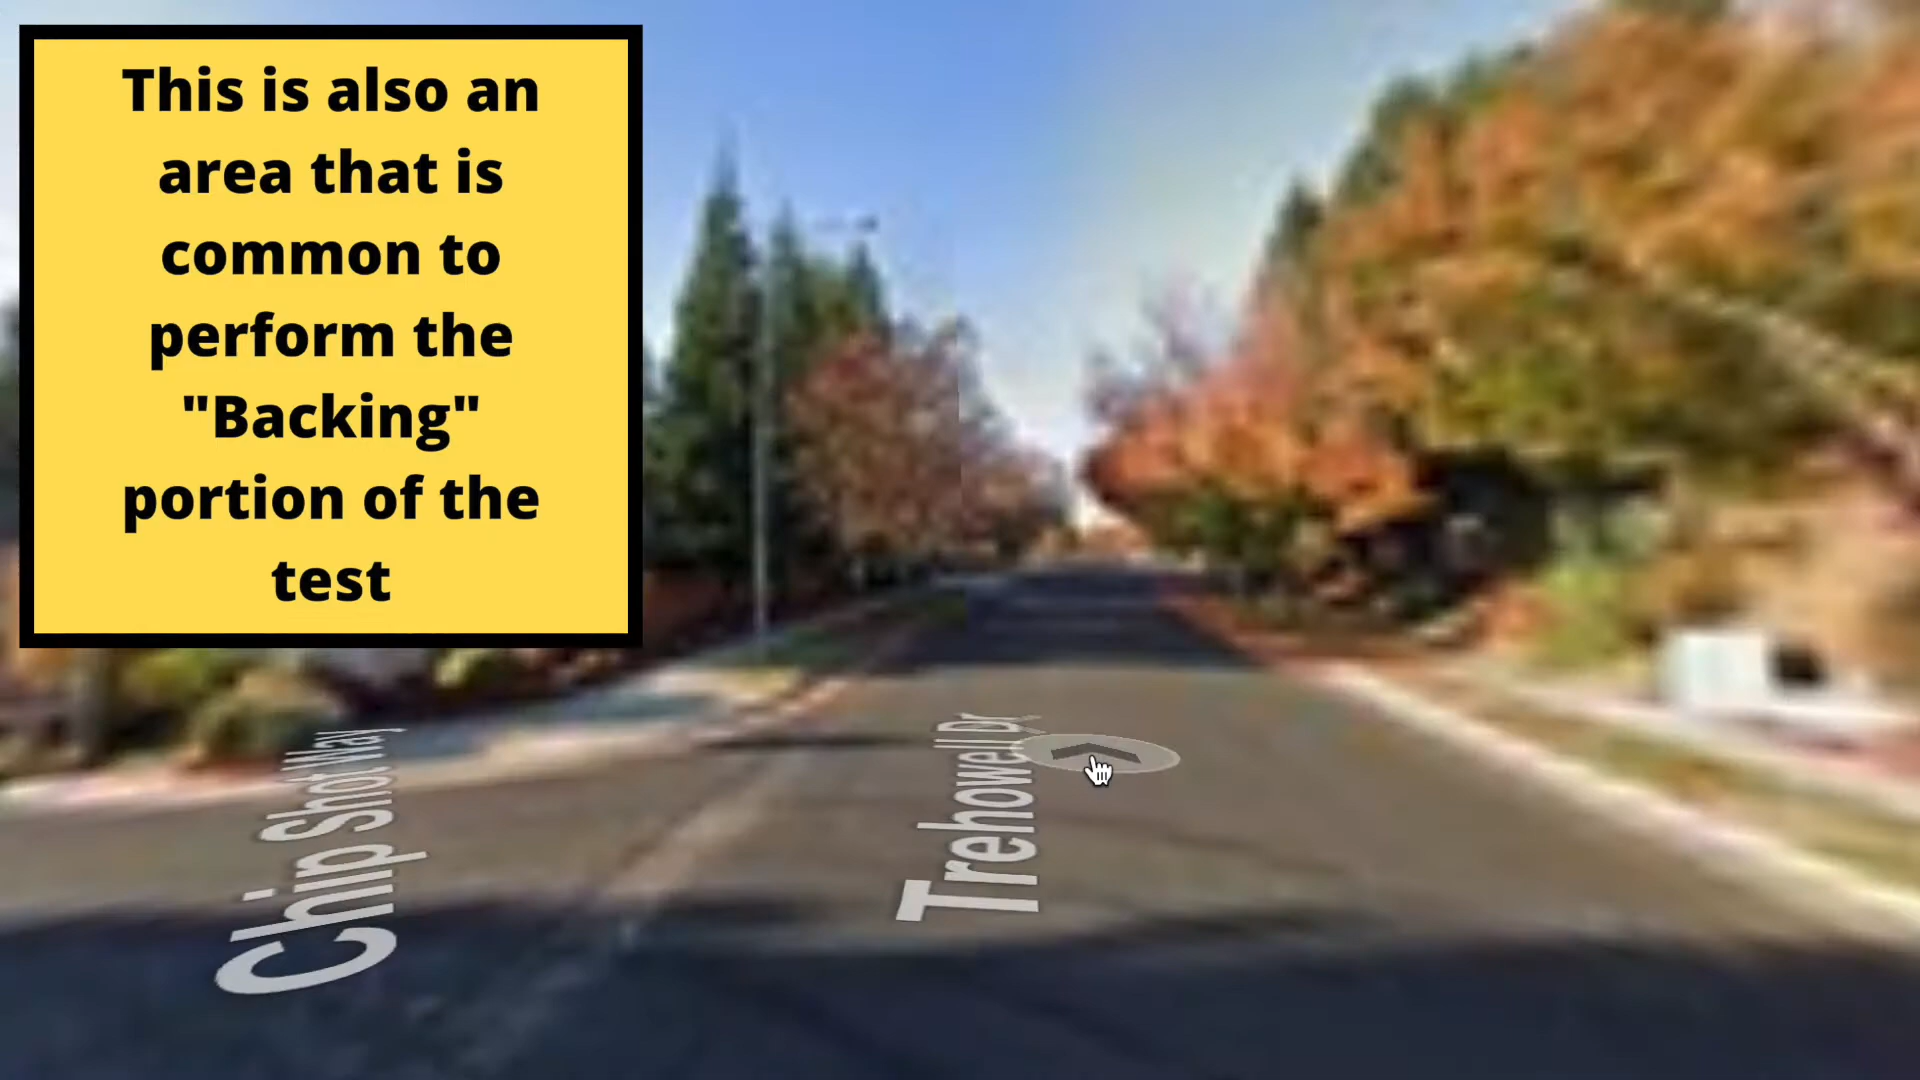 This is also an
area that is
common to
perform the
"Backing"
portion of the
test
Chip Shot Way
Trehowell Dr